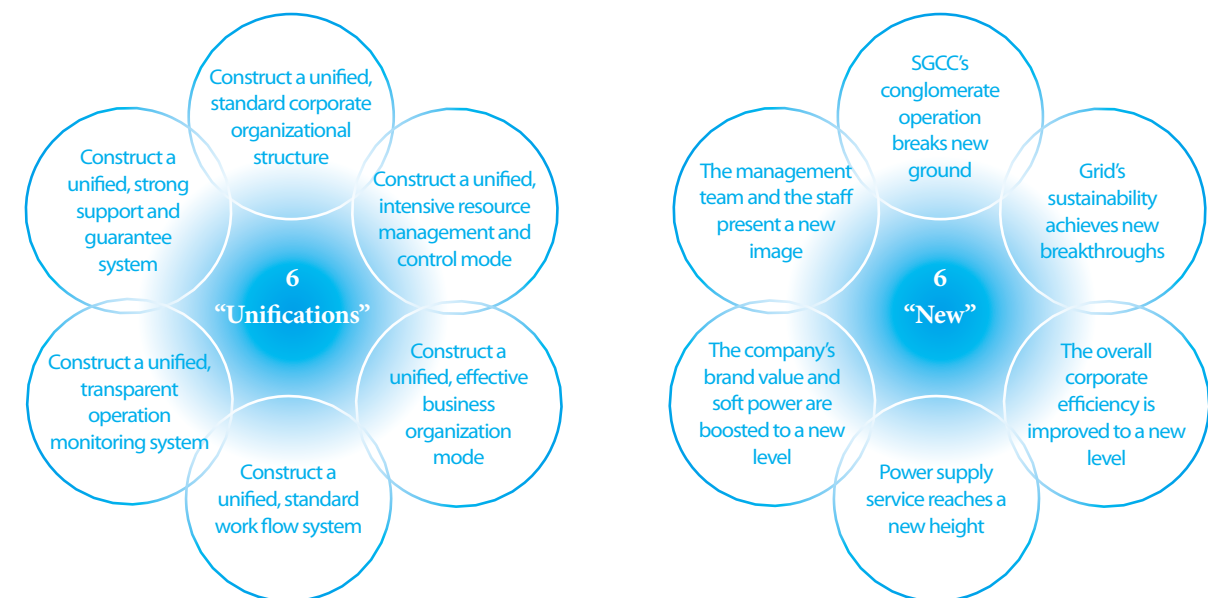 Construct a unified,
standard corporate
organizational
structure
Construct a unified,
intensive resource
management and
control mode
Construct a
unified, effective
business
organization
mode
Construct a
unified, standard
work flow system
Construct a unified,
transparent
operation
monitoring system
Construct a
unified, strong
support and
guarantee
system
6
“Unifications”
SGCC’s
conglomerate
operation
breaks new
ground
Grid’s
sustainability
achieves new
breakthroughs
The overall
corporate
efficiency is
improved to a new
level
Power supply
service reaches a
new height
The company’s
brand value and
soft power are
boosted to a new
level
The management
team and the staff
present a new
image
6
“New”